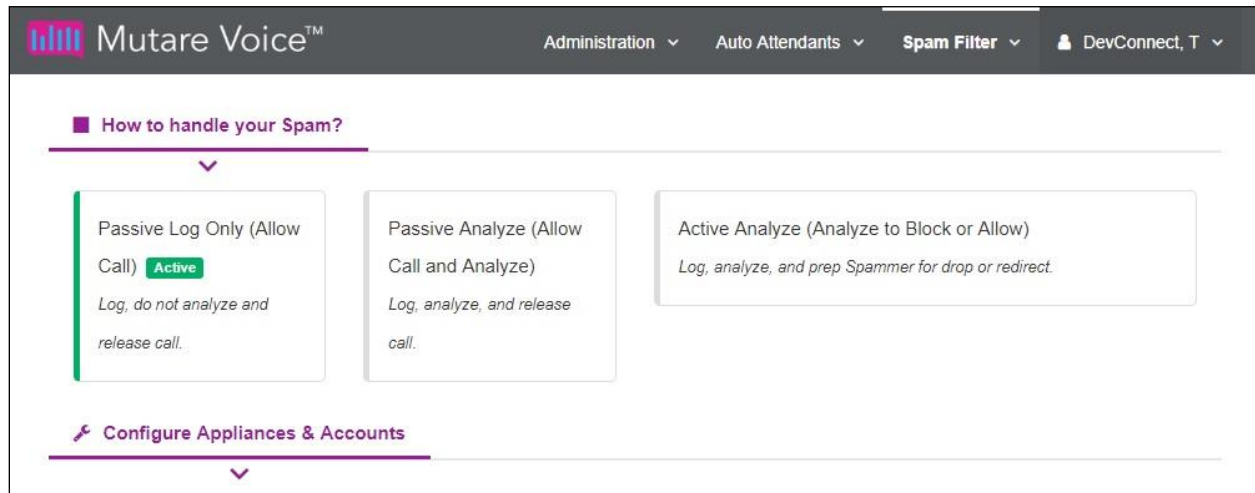 Mutare Voice™
Administration
Auto Attendants
Spam Filter
DevConnect, T
How to handle your Spam?
Passive Log Only (Allow
Call) Active
Log, do not analyze and
release call.
Passive Analyze (Allow
Call and Analyze)
Log, analyze, and release
call.
Active Analyze (Analyze to Block or Allow)
Log, analyze, and prep Spammer for drop or redirect.
Configure Appliances & Accounts